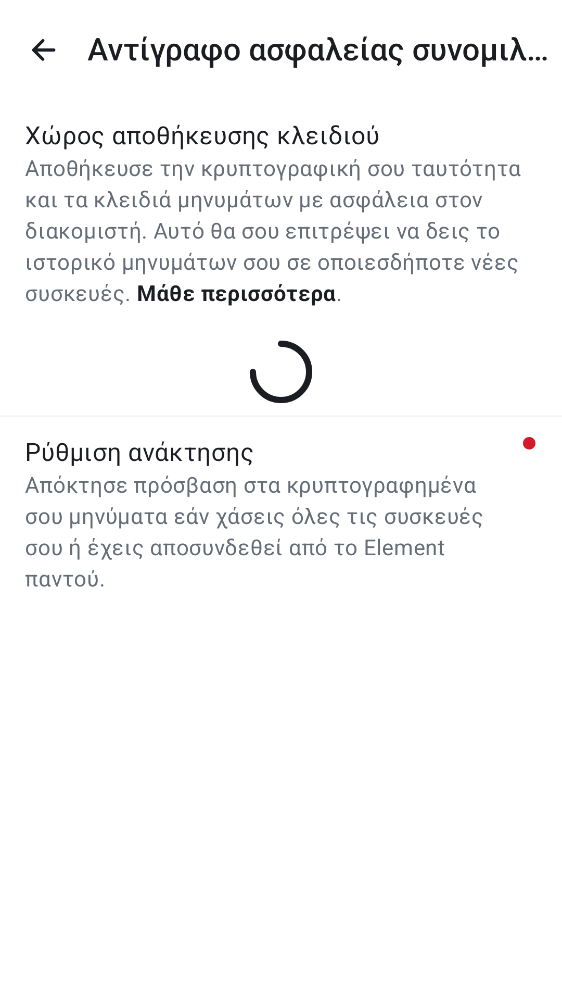 Αντίγραφο ασφαλείας συνομιλ...
Χώρος αποθήκευσης κλειδιού
Αποθήκευσε την κρυπτογραφική σου ταυτότητα
και τα κλειδιά μηνυμάτων με ασφάλεια στον
διακομιστή. Αυτό θα σου επιτρέψει να δεις το
ιστορικό μηνυμάτων σου σε οποιεσδήποτε νέες
συσκευές. Μάθε περισσότερα.
Ρύθμιση ανάκτησης
Απόκτησε πρόσβαση στα κρυπτογραφημένα
σου μηνύματα εάν χάσεις όλες τις συσκευές
σου ή έχεις αποσυνδεθεί από το Element
παντού.